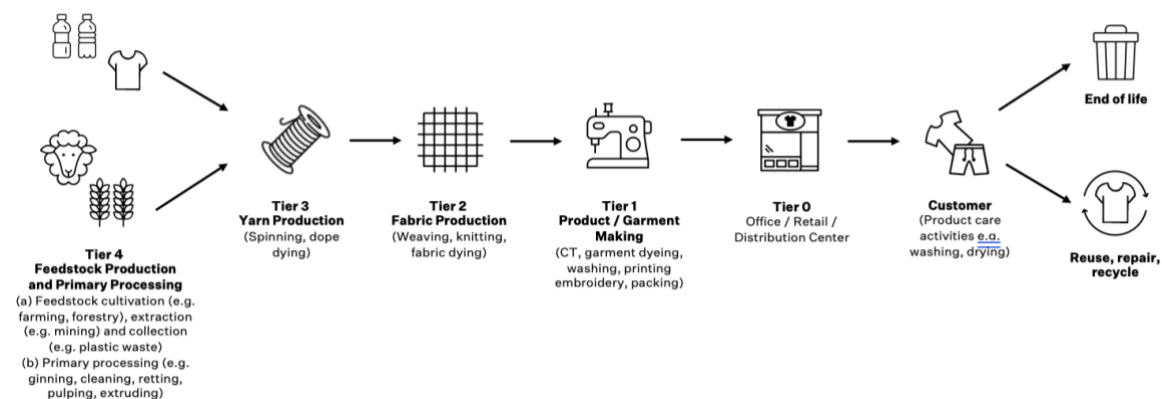 Tier 4
Feedstock Production
and Primary Processing
(a) Feedstock cultivation (e.g.
farming, forestry), extraction
(e.g. mining) and collection
(e.g. plastic waste)
(b) Primary processing (e.g.
ginning, cleaning, retting,
pulping, extruding)
Tier 3
Yarn Production
(Spinning, dope
dying)
Tier 2
Fabric Production
(Weaving, knitting,
fabric dying)
Tier 1
Product / Garment
Making
(CT, garment dyeing,
washing, printing
embroidery, packing)
Tier 0
Office / Retail /
Distribution Center
Customer
(Product care
activities e.g.
washing, drying)
End of life
Reuse, repair,
recycle